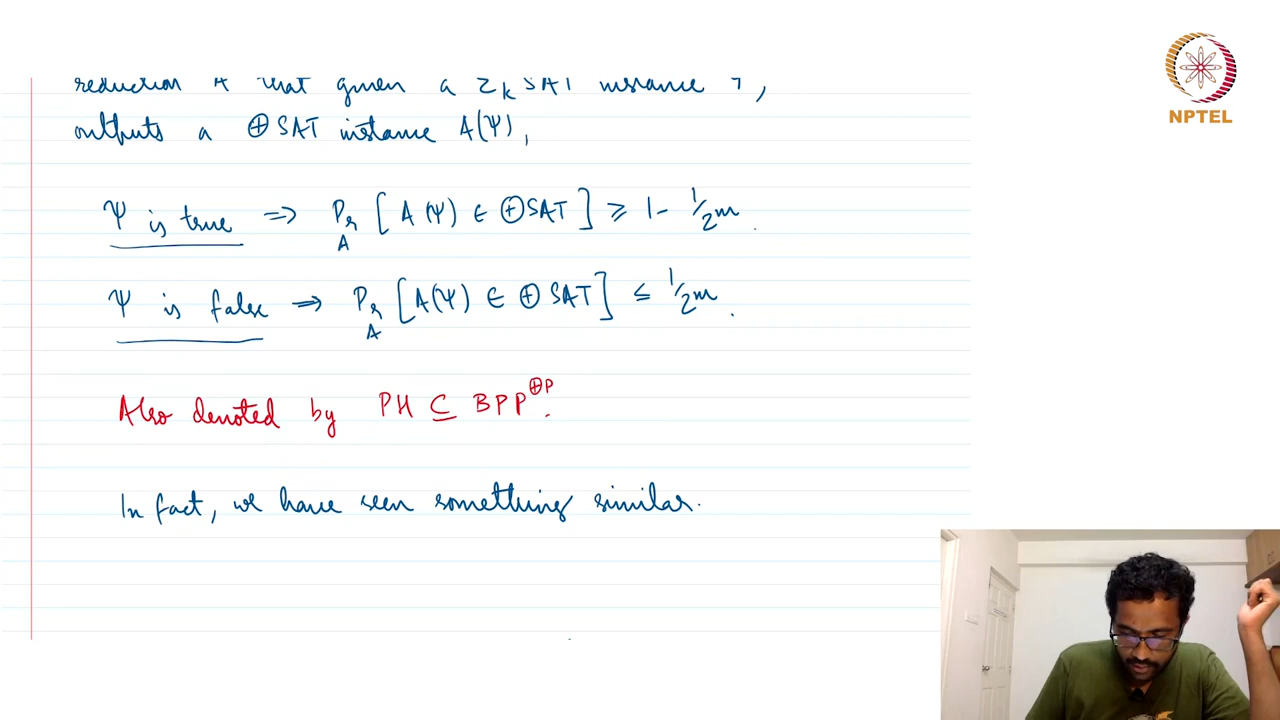 reduction A that given a Σₖ SAT instance Ψ,
outputs a ⊕SAT instance A(Ψ),
Ψ is true ⇒ Pr_A [A(Ψ) ∈ ⊕SAT] ≥ 1 - 1/2^m.
Ψ is false ⇒ Pr_A [A(Ψ) ∈ ⊕SAT] ≤ 1/2^m.
Also denoted by PH ⊆ BPP^⊕P.
In fact, we have seen something similar.
NPTEL